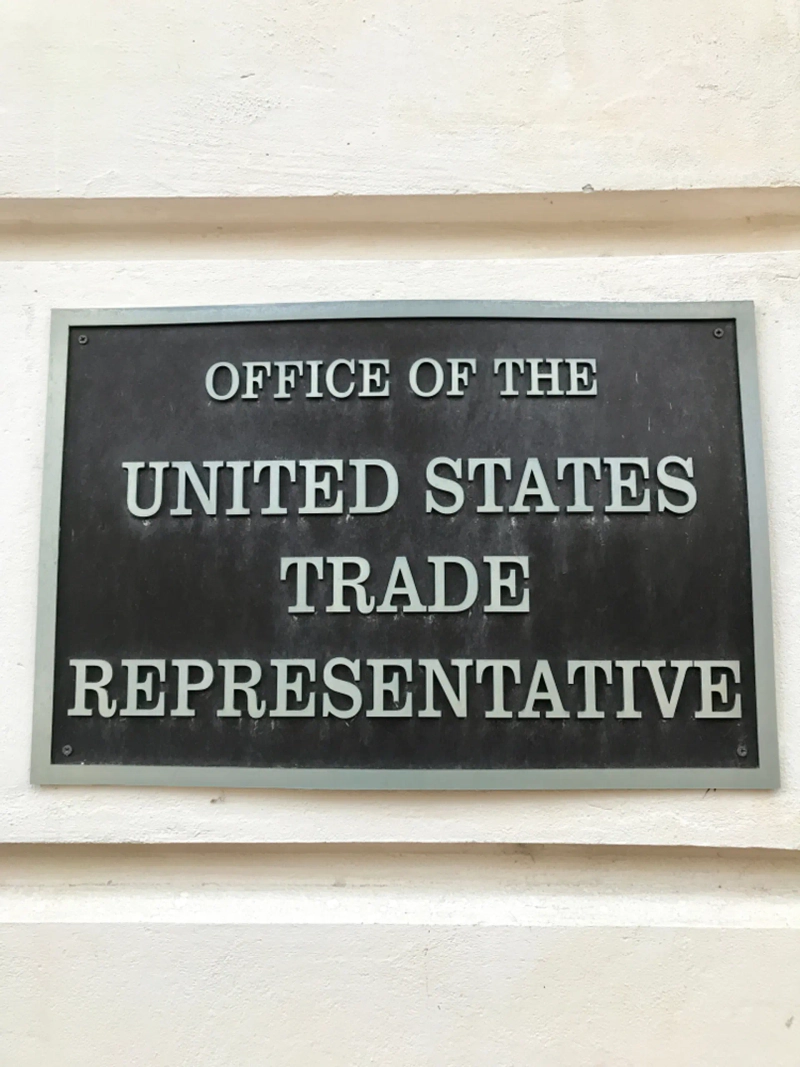 OFFICE OF THE
UNITED STATES
TRADE
REPRESENTATIVE